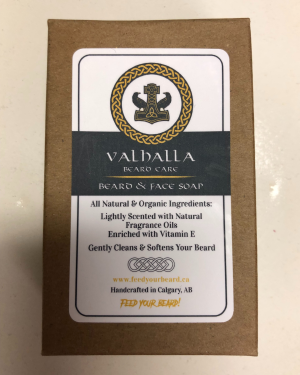 VALHALLA
BEARD CARE
BEARD & FACE SOAP
All Natural & Organic Ingredients:
Lightly Scented with Natural
Fragrance Oils
Enriched with Vitamin E
Gently Cleans & Softens Your Beard
www.feedyourbeard.ca
Handcrafted in Calgary, AB
FEED YOUR BEARD!